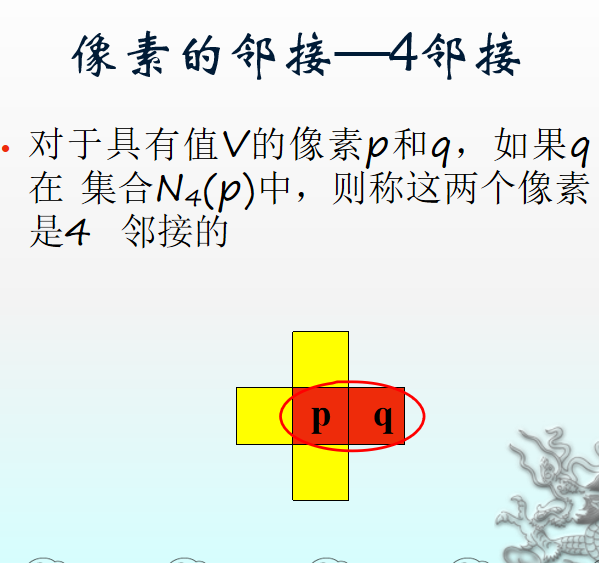 像素的邻接—4邻接
• 对于具有值V的像素p和q，如果q
在 集合N₄(p)中，则称这两个像素
是4 邻接的
p q